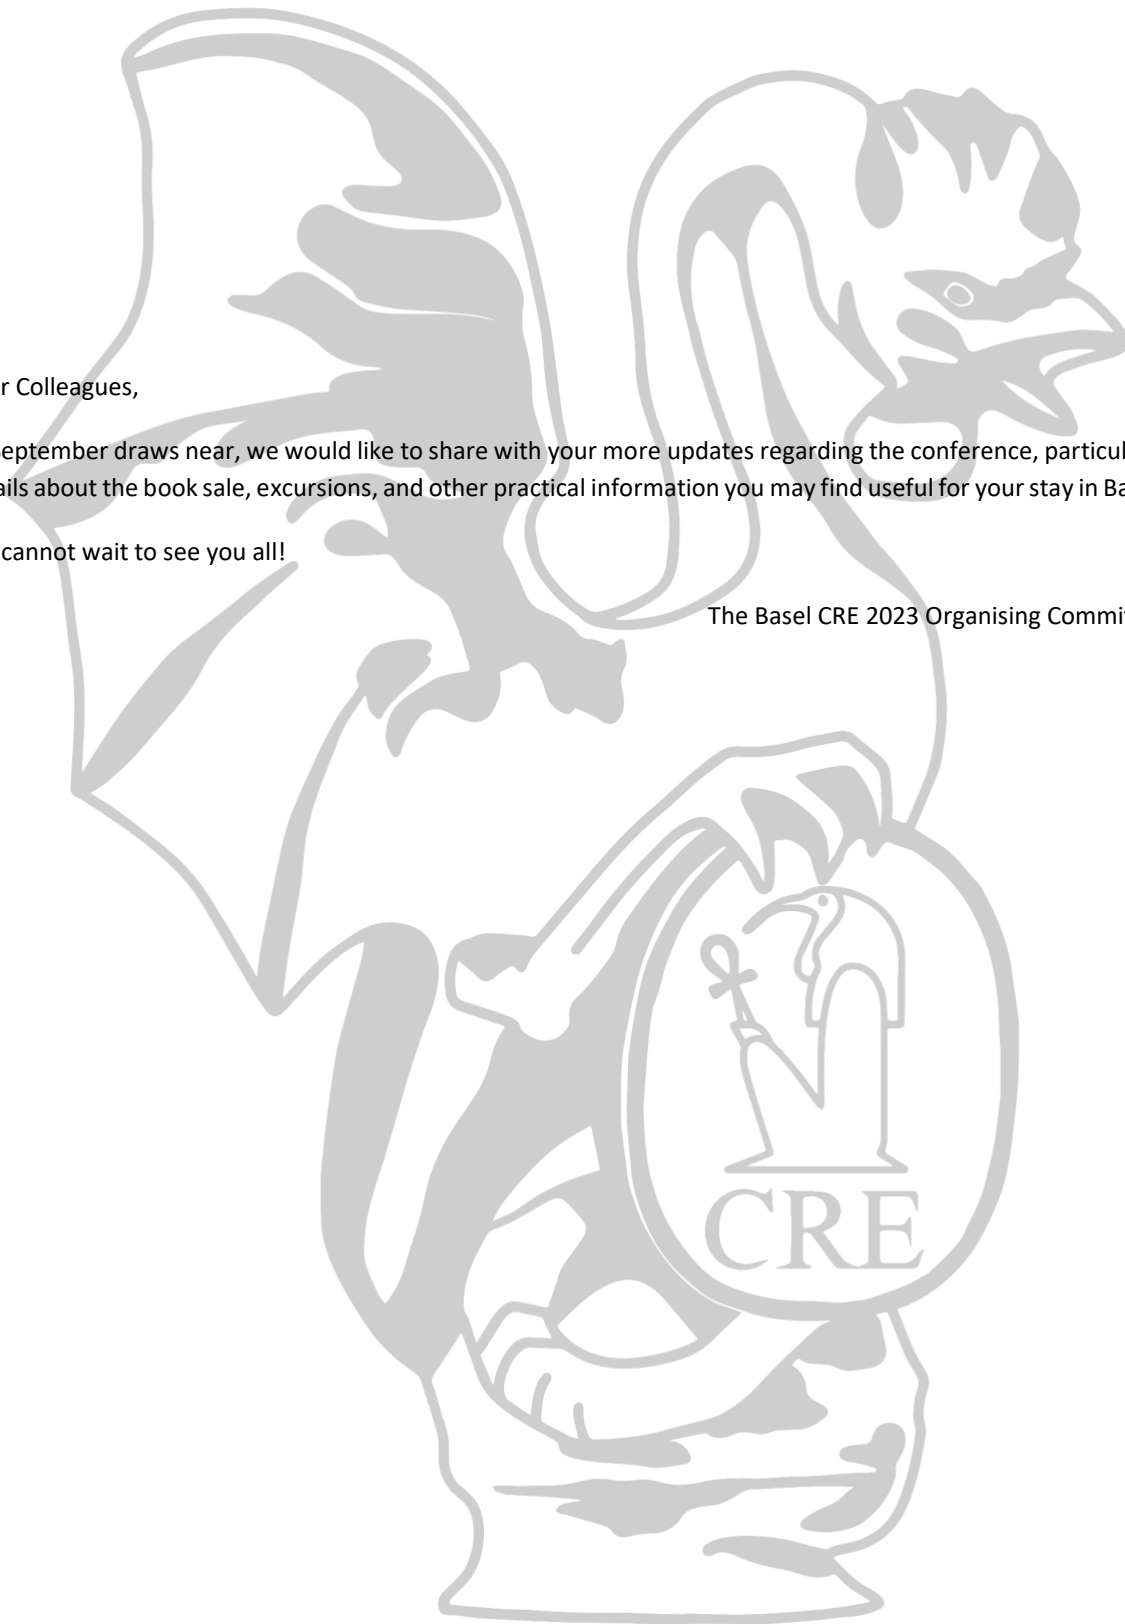 r Colleagues,
eptember draws near, we would like to share with your more updates regarding the conference, particul
ails about the book sale, excursions, and other practical information you may find useful for your stay in Ba
cannot wait to see you all!
The Basel CRE 2023 Organising Commi
CRE